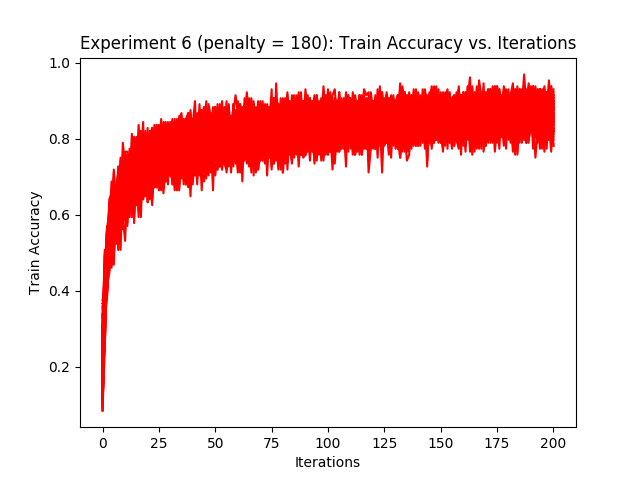 Experiment 6 (penalty = 180): Train Accuracy vs. Iterations
1.0
0.8
0.6
0.4
0.2
Train Accuracy
0 25 50 75 100 125 150 175 200
Iterations